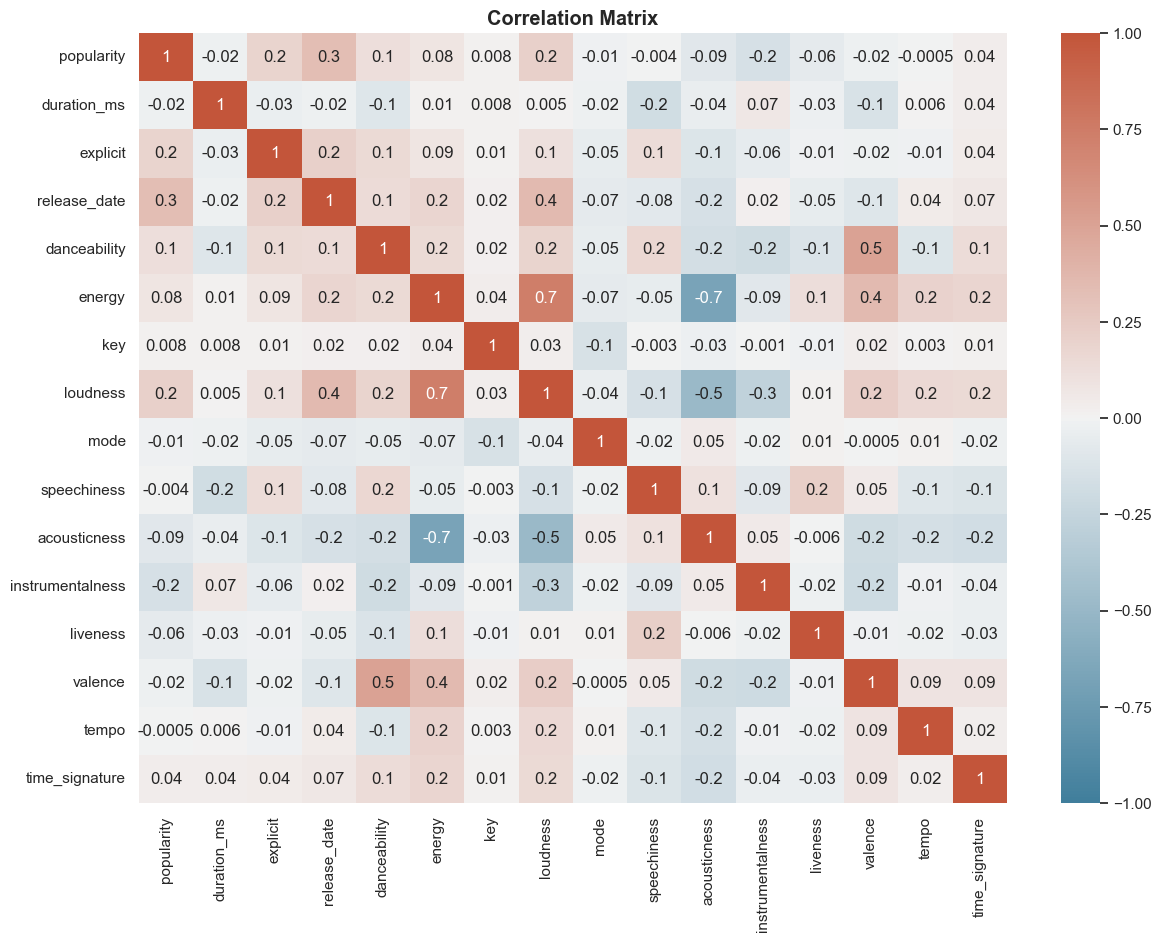 Correlation Matrix
popularity 1 -0.02 0.2 0.3 0.1 0.08 0.008 0.2 -0.01 -0.004 -0.09 -0.2 -0.06 -0.02 -0.0005 0.04
duration_ms -0.02 1 -0.03 -0.02 -0.1 0.01 0.008 0.005 -0.02 -0.2 -0.04 0.07 -0.03 -0.1 0.006 0.04
explicit 0.2 -0.03 1 0.2 0.1 0.09 0.01 0.1 -0.05 0.1 -0.1 -0.06 -0.01 -0.02 -0.01 0.04
release_date 0.3 -0.02 0.2 1 0.1 0.2 0.02 0.4 -0.07 -0.08 -0.2 0.02 -0.05 -0.1 0.04 0.07
danceability 0.1 -0.1 0.1 0.1 1 0.2 0.02 0.2 -0.05 0.2 -0.2 -0.2 -0.1 0.5 -0.1 0.1
energy 0.08 0.01 0.09 0.2 0.2 1 0.04 0.7 -0.07 -0.05 -0.7 -0.09 0.1 0.4 0.2 0.2
key 0.008 0.008 0.01 0.02 0.02 0.04 1 0.03 -0.1 -0.003 -0.03 -0.001 -0.01 0.02 0.003 0.01
loudness 0.2 0.005 0.1 0.4 0.2 0.7 0.03 1 -0.04 -0.1 -0.5 -0.3 0.01 0.2 0.2 0.2
mode -0.01 -0.02 -0.05 -0.07 -0.05 -0.07 -0.1 -0.04 1 -0.02 0.05 -0.02 0.01 -0.0005 0.01 -0.02
speechiness -0.004 -0.2 0.1 -0.08 0.2 -0.05 -0.003 -0.1 -0.02 1 0.1 -0.09 0.2 0.05 -0.1 -0.1
acousticness -0.09 -0.04 -0.1 -0.2 -0.2 -0.7 -0.03 -0.5 0.05 0.1 1 0.05 -0.006 -0.2 -0.2 -0.2
instrumentalness -0.2 0.07 -0.06 0.02 -0.2 -0.09 -0.001 -0.3 -0.02 -0.09 0.05 1 -0.02 -0.2 -0.01 -0.04
liveness -0.06 -0.03 -0.01 -0.05 -0.1 0.1 -0.01 0.01 0.01 0.2 -0.006 -0.02 1 -0.01 -0.02 -0.03
valence -0.02 -0.1 -0.02 -0.1 0.5 0.4 0.02 0.2 -0.0005 0.05 -0.2 -0.2 -0.01 1 0.09 0.09
tempo -0.0005 0.006 -0.01 0.04 -0.1 0.2 0.003 0.2 0.01 -0.1 -0.2 -0.01 -0.02 0.09 1 0.02
time_signature 0.04 0.04 0.04 0.07 0.1 0.2 0.01 0.2 -0.02 -0.1 -0.2 -0.04 -0.03 0.09 0.02 1
popularity
duration_ms
explicit
release_date
danceability
energy
key
loudness
mode
speechiness
acousticness
instrumentalness
liveness
valence
tempo
time_signature
1.00
0.75
0.50
0.25
0.00
−0.25
−0.50
−0.75
−1.00